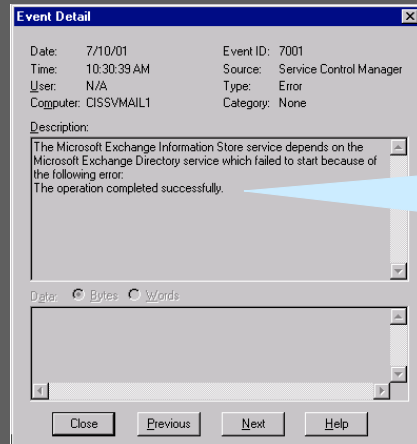 Event Detail
Date: 7/10/01 Event ID: 7001
Time: 10:30:39 AM Source: Service Control Manager
User: N/A Type: Error
Computer: CISSVMAIL1 Category: None
Description:
The Microsoft Exchange Information Store service depends on the
Microsoft Exchange Directory service which failed to start because of
the following error:
The operation completed successfully.
Data: Bytes Words
Close Previous Next Help